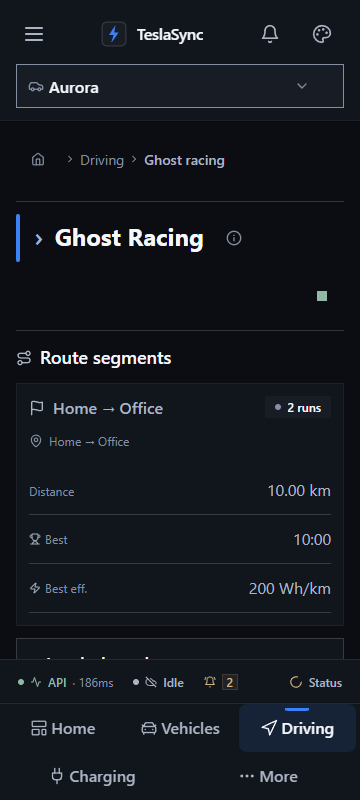 TeslaSync
Aurora
Driving
Ghost racing
Ghost Racing
Route segments
Home → Office
2 runs
Home → Office
Distance
10.00 km
Best
10:00
Best eff.
200 Wh/km
API · 186ms
Idle
2
Status
Home
Vehicles
Driving
Charging
More